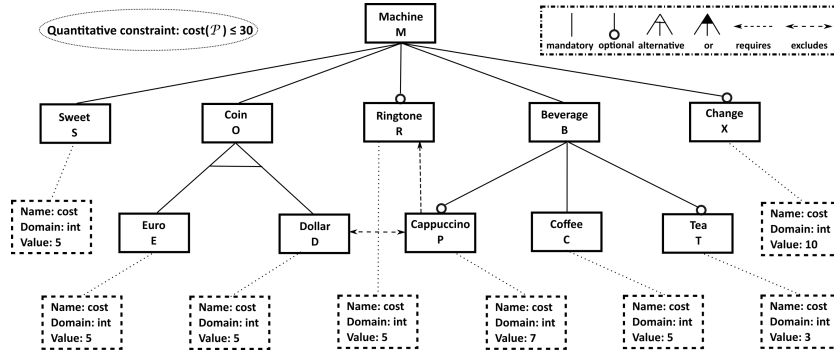 Quantitative constraint: cost(𝒫) ≤ 30
Machine
M
mandatory
optional
alternative
or
requires
excludes
Sweet
S
Coin
O
Ringtone
R
Beverage
B
Change
X
Name: cost
Domain: int
Value: 5
Euro
E
Dollar
D
Cappuccino
P
Coffee
C
Tea
T
Name: cost
Domain: int
Value: 10
Name: cost
Domain: int
Value: 5
Name: cost
Domain: int
Value: 5
Name: cost
Domain: int
Value: 5
Name: cost
Domain: int
Value: 7
Name: cost
Domain: int
Value: 5
Name: cost
Domain: int
Value: 3